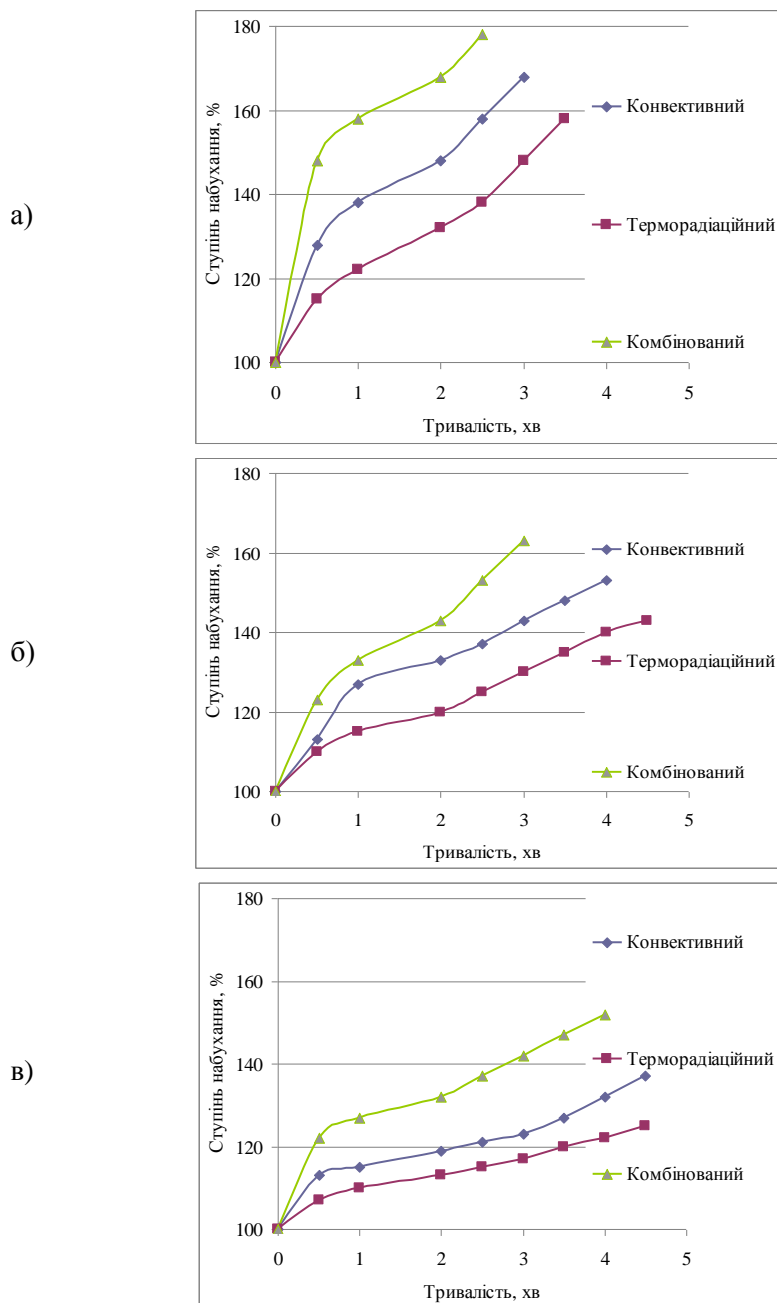 а)
Ступінь набухання, %
180
160
140
120
100
0 1 2 3 4 5
Тривалість, хв
Конвективний
Терморадіаційний
Комбінований
б)
Ступінь набухання, %
180
160
140
120
100
0 1 2 3 4 5
Тривалість, хв
Конвективний
Терморадіаційний
Комбінований
в)
Ступінь набухання, %
180
160
140
120
100
0 1 2 3 4 5
Тривалість, хв
Конвективний
Терморадіаційний
Комбінований